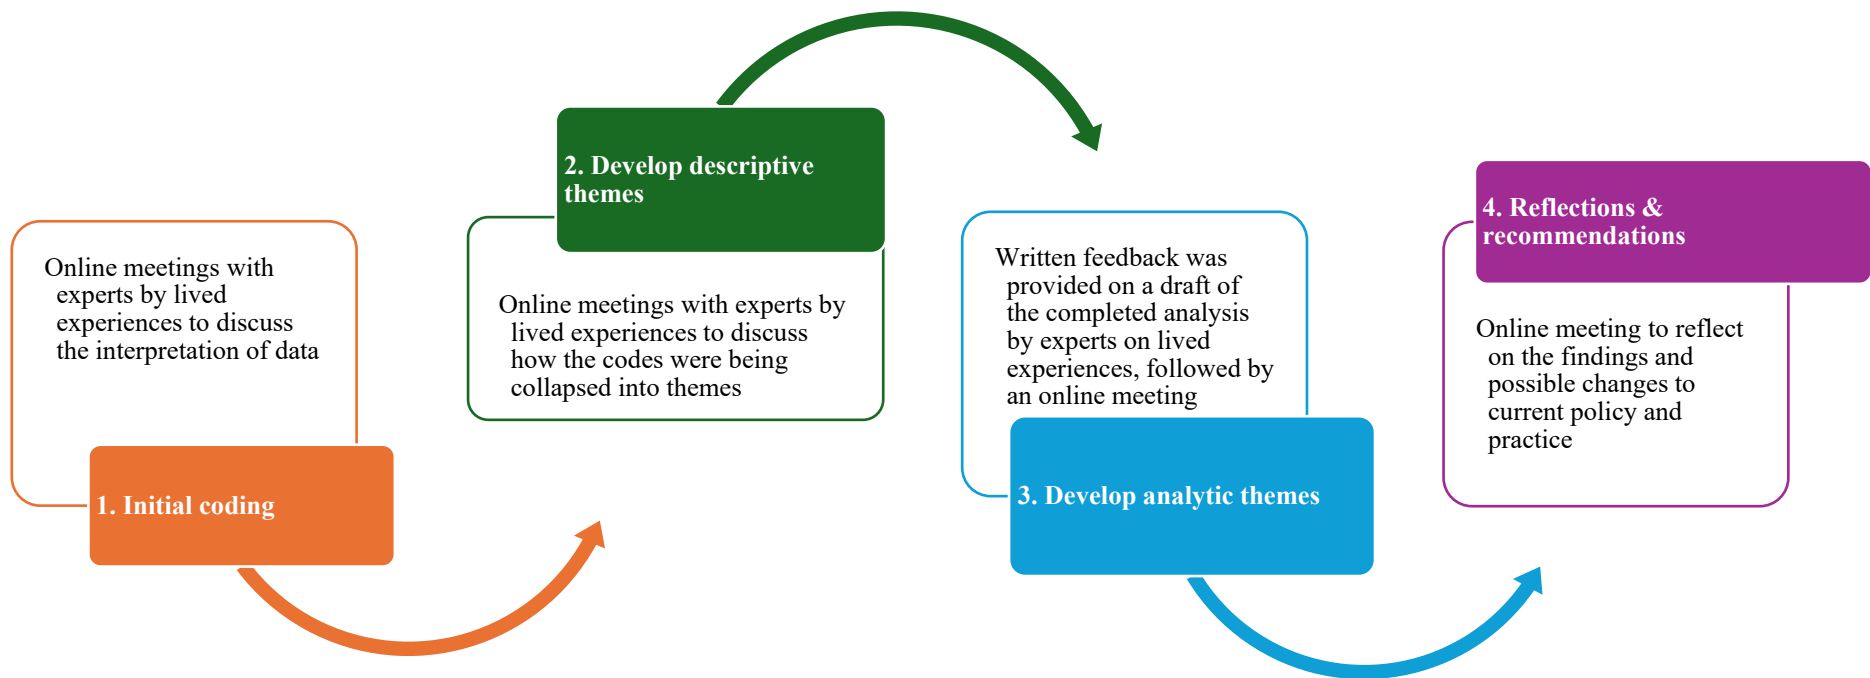 Online meetings with
experts by lived
experiences to discuss
the interpretation of data
1. Initial coding
2. Develop descriptive
themes
Online meetings with experts by
lived experiences to discuss
how the codes were being
collapsed into themes
Written feedback was
provided on a draft of
the completed analysis
by experts on lived
experiences, followed by
an online meeting
3. Develop analytic themes
4. Reflections &
recommendations
Online meeting to reflect
on the findings and
possible changes to
current policy and
practice